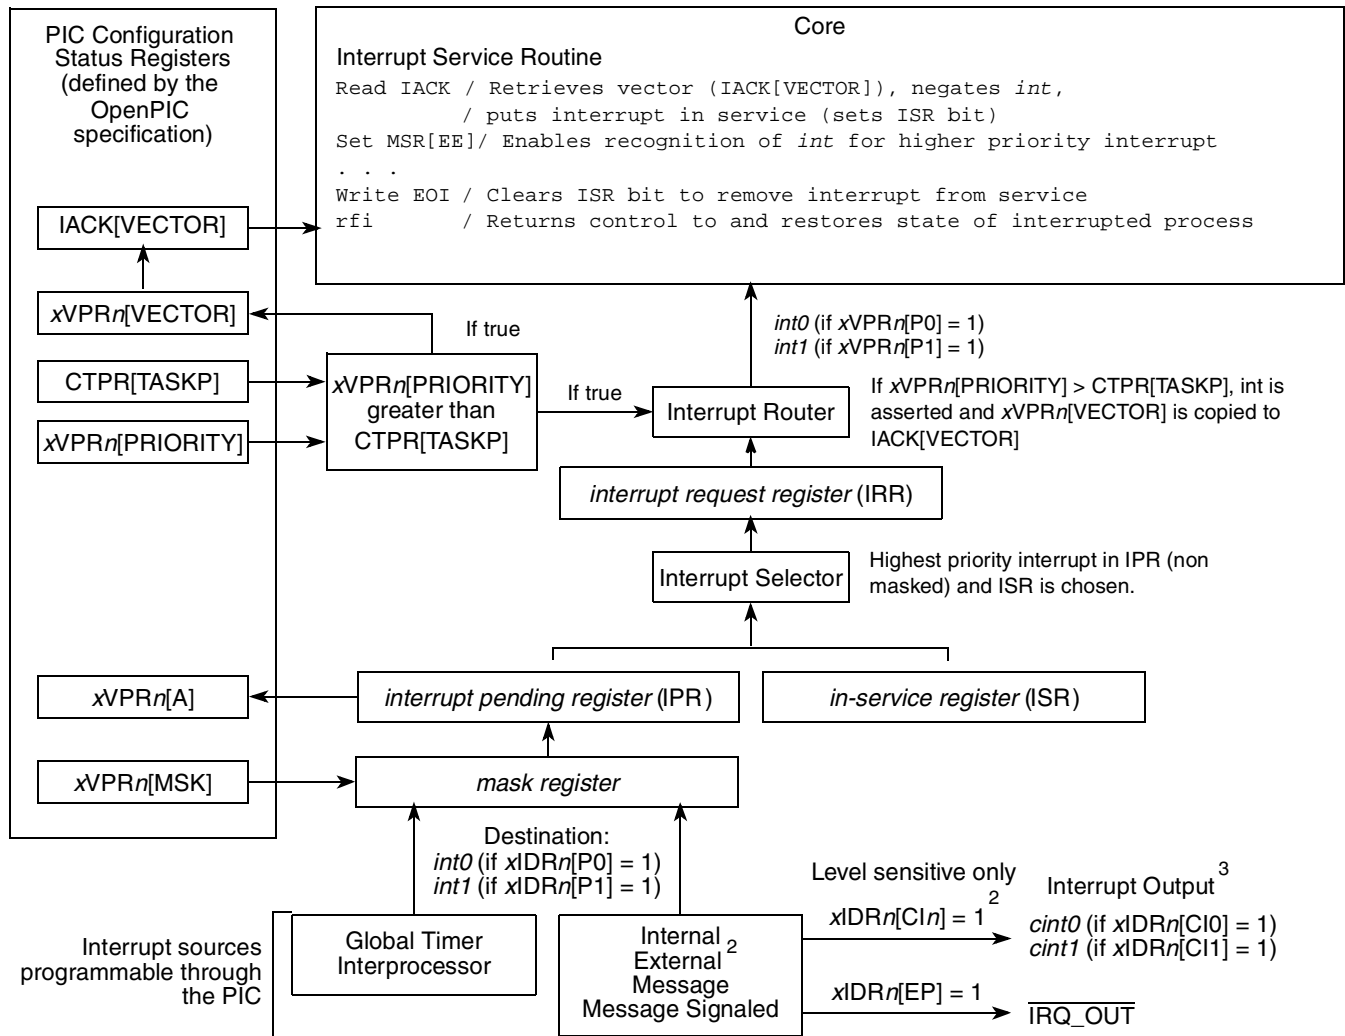 PIC Configuration
Status Registers
(defined by the
OpenPIC
specification)
IACK[VECTOR]
xVPRn[VECTOR]
CTPR[TASKP]
xVPRn[PRIORITY]
xVPRn[A]
xVPRn[MSK]
Core
Interrupt Service Routine
Read IACK / Retrieves vector (IACK[VECTOR]), negates int,
/ puts interrupt in service (sets ISR bit)
Set MSR[EE]/ Enables recognition of int for higher priority interrupt
. . .
Write EOI / Clears ISR bit to remove interrupt from service
rfi / Returns control to and restores state of interrupted process
If true
xVPRn[PRIORITY]
greater than
CTPR[TASKP]
If true
int0 (if xVPRn[P0] = 1)
int1 (if xVPRn[P1] = 1)
Interrupt Router
If xVPRn[PRIORITY] > CTPR[TASKP], int is
asserted and xVPRn[VECTOR] is copied to
IACK[VECTOR]
interrupt request register (IRR)
Interrupt Selector
Highest priority interrupt in IPR (non
masked) and ISR is chosen.
interrupt pending register (IPR)
in-service register (ISR)
mask register
Destination:
int0 (if xIDRn[P0] = 1)
int1 (if xIDRn[P1] = 1)
Interrupt sources
programmable through
the PIC
Global Timer
Interprocessor
Internal
External 2
Message
Message Signaled
Level sensitive only
xIDRn[CIn] = 1 2
Interrupt Output 3
cint0 (if xIDRn[CI0] = 1)
cint1 (if xIDRn[CI1] = 1)
xIDRn[EP] = 1
IRQ_OUT